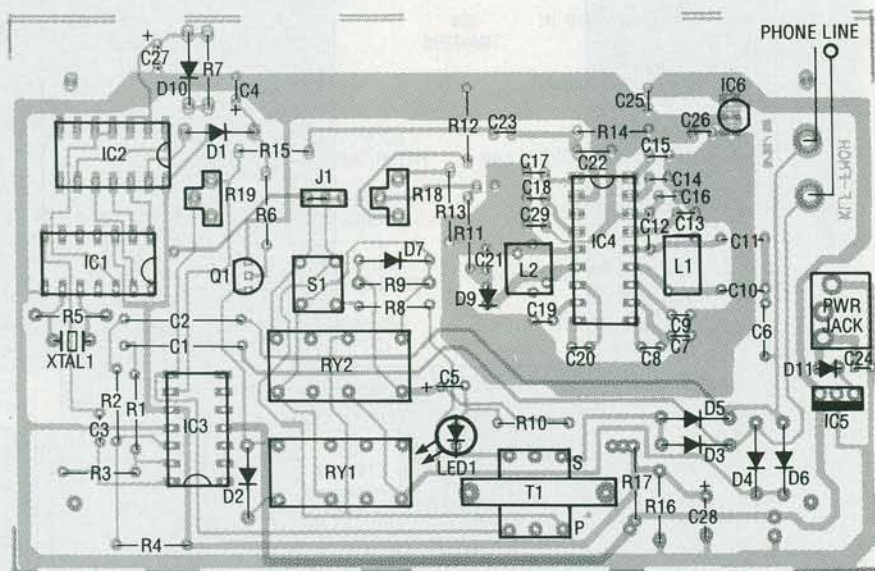 PHONE LINE
C27
R7
D10
C4
IC6
C25
R12
C23
R14
C26
IC2
D1
R15
C22
C15
C17
C14
R19
J1
R18
C18
C16
R6
R13
C29
IC4
C12
C13
R11
IC1
D7
C21
L2
L1
C11
Q1
S1
R9
D9
C10
PWR
JACK
R5
C2
R8
C19
C9
C6
XTAL1
C1
RY2
C20
C8
C7
D11
C24
R2
R1
IC3
C5
D5
IC5
C3
R10
LED1
D3
R3
D2
RY1
S
D4
D6
T1
R17
R16
C28
P
R4